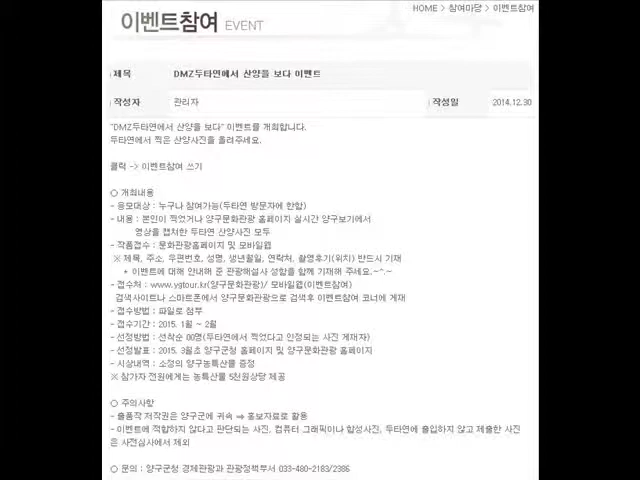 HOME > 참여마당 > 이벤트참여
이벤트참여 EVENT
제목 DMZ두타연에서 산양을 보다 이벤트
작성자 관리자 작성일 2014.12.30
"DMZ두타연에서 산양을 보다" 이벤트를 개최합니다.
두타연에서 찍은 산양사진을 올려주세요.
클릭 -> 이벤트참여 쓰기
○ 개최내용
- 응모대상 : 누구나 참여가능(두타연 방문자에 한함)
- 내용 : 본인이 찍었거나 양구문화관광 홈페이지 실시간 양구보기에서
영상을 캡처한 두타연 산양사진 모두
- 작품접수 : 문화관광홈페이지 및 모바일웹
※ 제목, 주소, 우편번호, 성명, 생년월일, 연락처, 촬영후기(위치) 반드시 기재
* 이벤트에 대해 안내해 준 관광해설사 성함을 함께 기재해 주세요.~^.~
- 접수처 : www.ygtour.kr(양구문화관광)/ 모바일웹(이벤트참여)
검색사이트나 스마트폰에서 양구문화관광으로 검색후 이벤트참여 코너에 게재
- 접수방법 : 파일로 첨부
- 접수기간 : 2015. 1월 ~ 2월
- 선정방법 : 선착순 00명(두타연에서 찍었다고 인정되는 사진 게재자)
- 선정발표 : 2015. 3월초 양구군청 홈페이지 및 양구문화관광 홈페이지
- 시상내역 : 소정의 양구농특산물 증정
※ 참가자 전원에게는 농특산물 5천원상당 제공
○ 주의사항
- 출품작 저작권은 양구군에 귀속 ⇒ 홍보자료로 활용
- 이벤트에 적합하지 않다고 판단되는 사진, 컴퓨터 그래픽이나 합성사진, 두타연에 출입하지 않고 제출한 사진
은 사전심사에서 제외
○ 문의 : 양구군청 경제관광과 관광정책부서 033-480-2183/2386